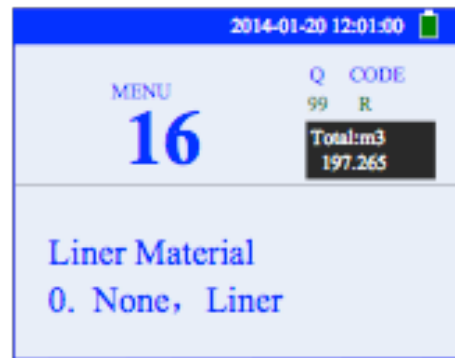 2014-01-20 12:01:00
MENU
16
Q CODE
99 R
Total:m3
197.265
Liner Material
0. None, Liner